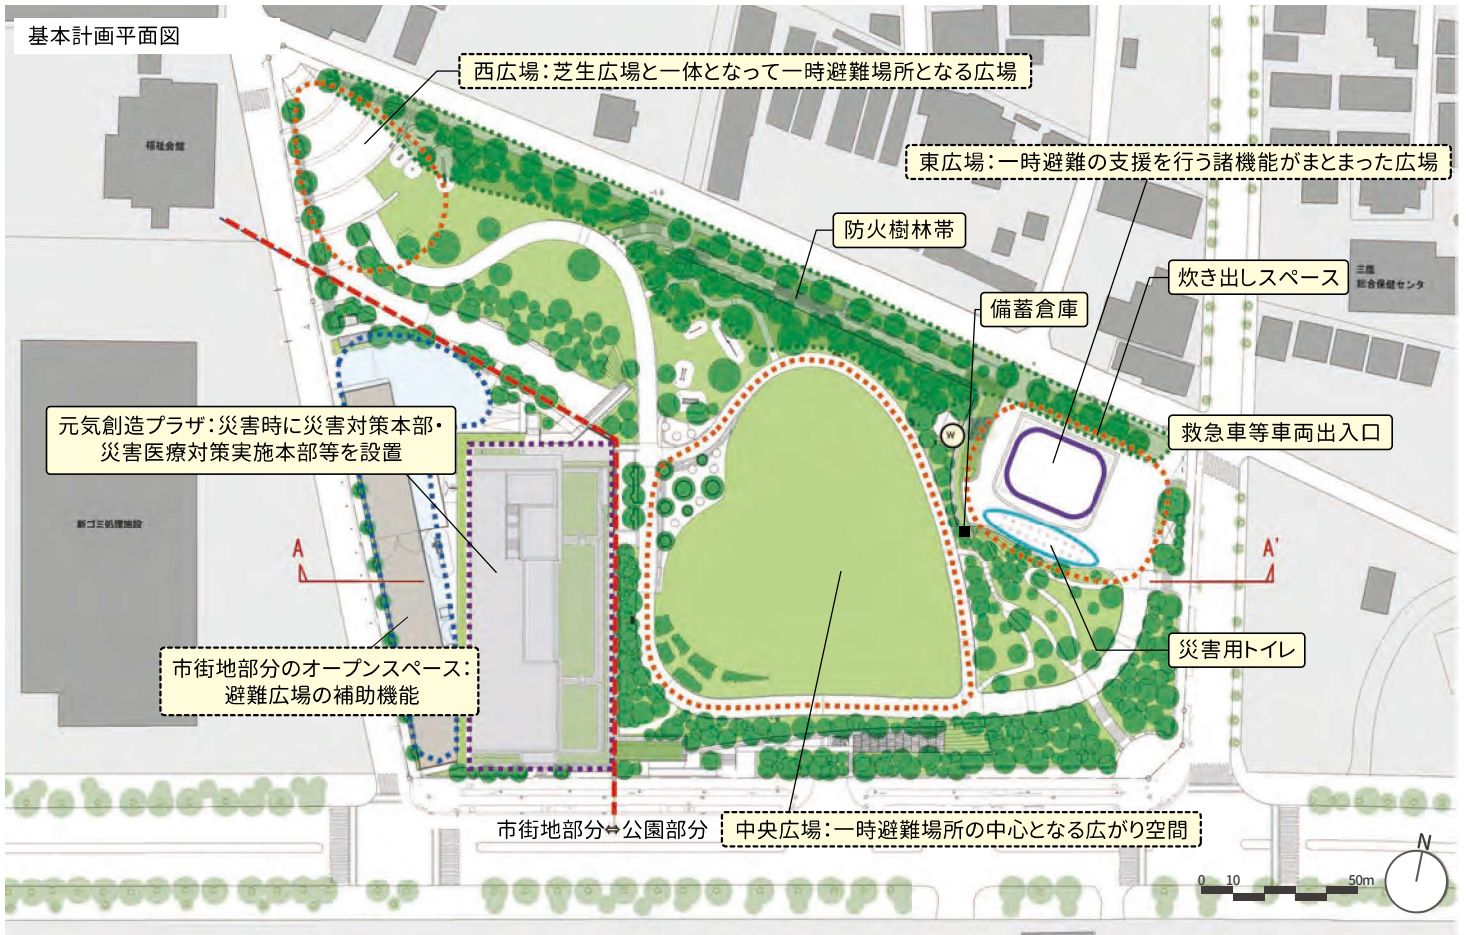 基本計画平面図
西広場：芝生広場と一体となって一時避難場所となる広場
福祉会館
東広場：一時避難の支援を行う諸機能がまとまった広場
防火樹林帯
炊き出しスペース
三鷹
総合保健センタ
備蓄倉庫
元気創造プラザ：災害時に災害対策本部・
災害医療対策実施本部等を設置
救急車等車両出入口
W
新ゴミ処理施設
A
A'
市街地部分のオープンスペース：
避難広場の補助機能
災害用トイレ
市街地部分⇔公園部分
中央広場：一時避難場所の中心となる広がり空間
N
0 10 50m